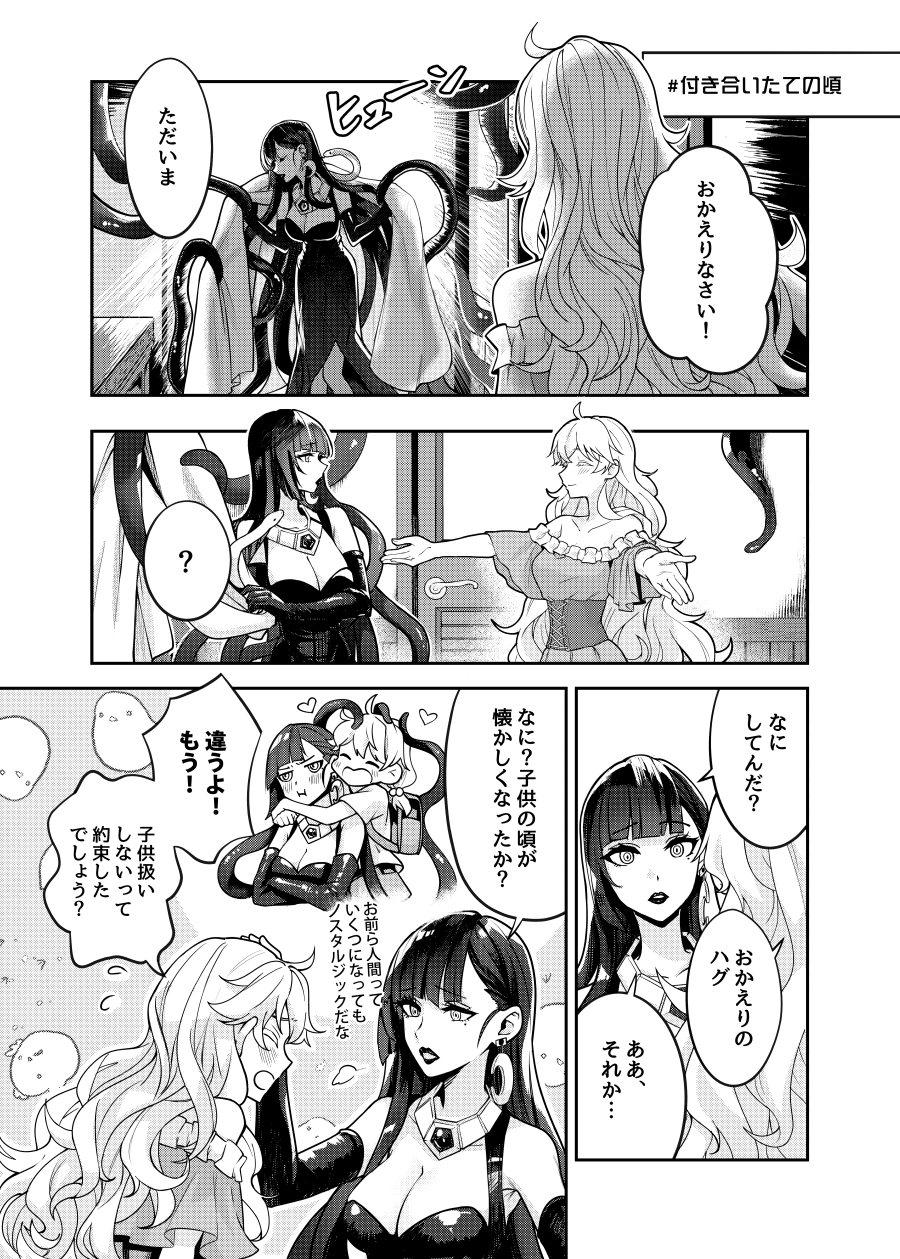 #付き合いたての頃
おかえりなさい！
ヒューン
ただいま
？
なに
してんだ？
おかえりの
ハグ
ああ、
それか…
なに？子供の頃が
懐かしくなったか？
お前ら人間って
いくつになっても
ノスタルジックだな
違うよ！
もう！
子供扱い
しないって
約束した
でしょう？